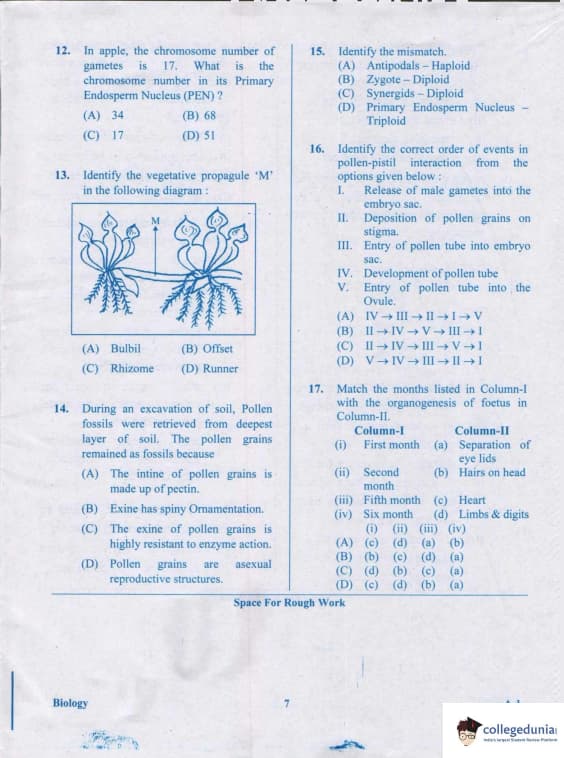 12. In apple, the chromosome number of
gametes is 17. What is the
chromosome number in its Primary
Endosperm Nucleus (PEN) ?
(A) 34 (B) 68
(C) 17 (D) 51
13. Identify the vegetative propagule ‘M’
in the following diagram :
M
(A) Bulbil (B) Offset
(C) Rhizome (D) Runner
14. During an excavation of soil, Pollen
fossils were retrieved from deepest
layer of soil. The pollen grains
remained as fossils because
(A) The intine of pollen grains is
made up of pectin.
(B) Exine has spiny Ornamentation.
(C) The exine of pollen grains is
highly resistant to enzyme action.
(D) Pollen grains are asexual
reproductive structures.
15. Identify the mismatch.
(A) Antipodals – Haploid
(B) Zygote – Diploid
(C) Synergids – Diploid
(D) Primary Endosperm Nucleus –
Triploid
16. Identify the correct order of events in
pollen-pistil interaction from the
options given below :
I. Release of male gametes into the
embryo sac.
II. Deposition of pollen grains on
stigma.
III. Entry of pollen tube into embryo
sac.
IV. Development of pollen tube
V. Entry of pollen tube into the
Ovule.
(A) IV → III → II → I → V
(B) II → IV → V → III → I
(C) II → IV → III → V → I
(D) V → IV → III → II → I
17. Match the months listed in Column-I
with the organogenesis of foetus in
Column-II.
Column-I Column-II
(i) First month (a) Separation of
eye lids
(ii) Second (b) Hairs on head
month
(iii) Fifth month (c) Heart
(iv) Six month (d) Limbs & digits
(i) (ii) (iii) (iv)
(A) (c) (d) (a) (b)
(B) (b) (c) (d) (a)
(C) (d) (b) (c) (a)
(D) (c) (d) (b) (a)
Space For Rough Work
Biology 7
collegedunia
India's largest Student Review Platform